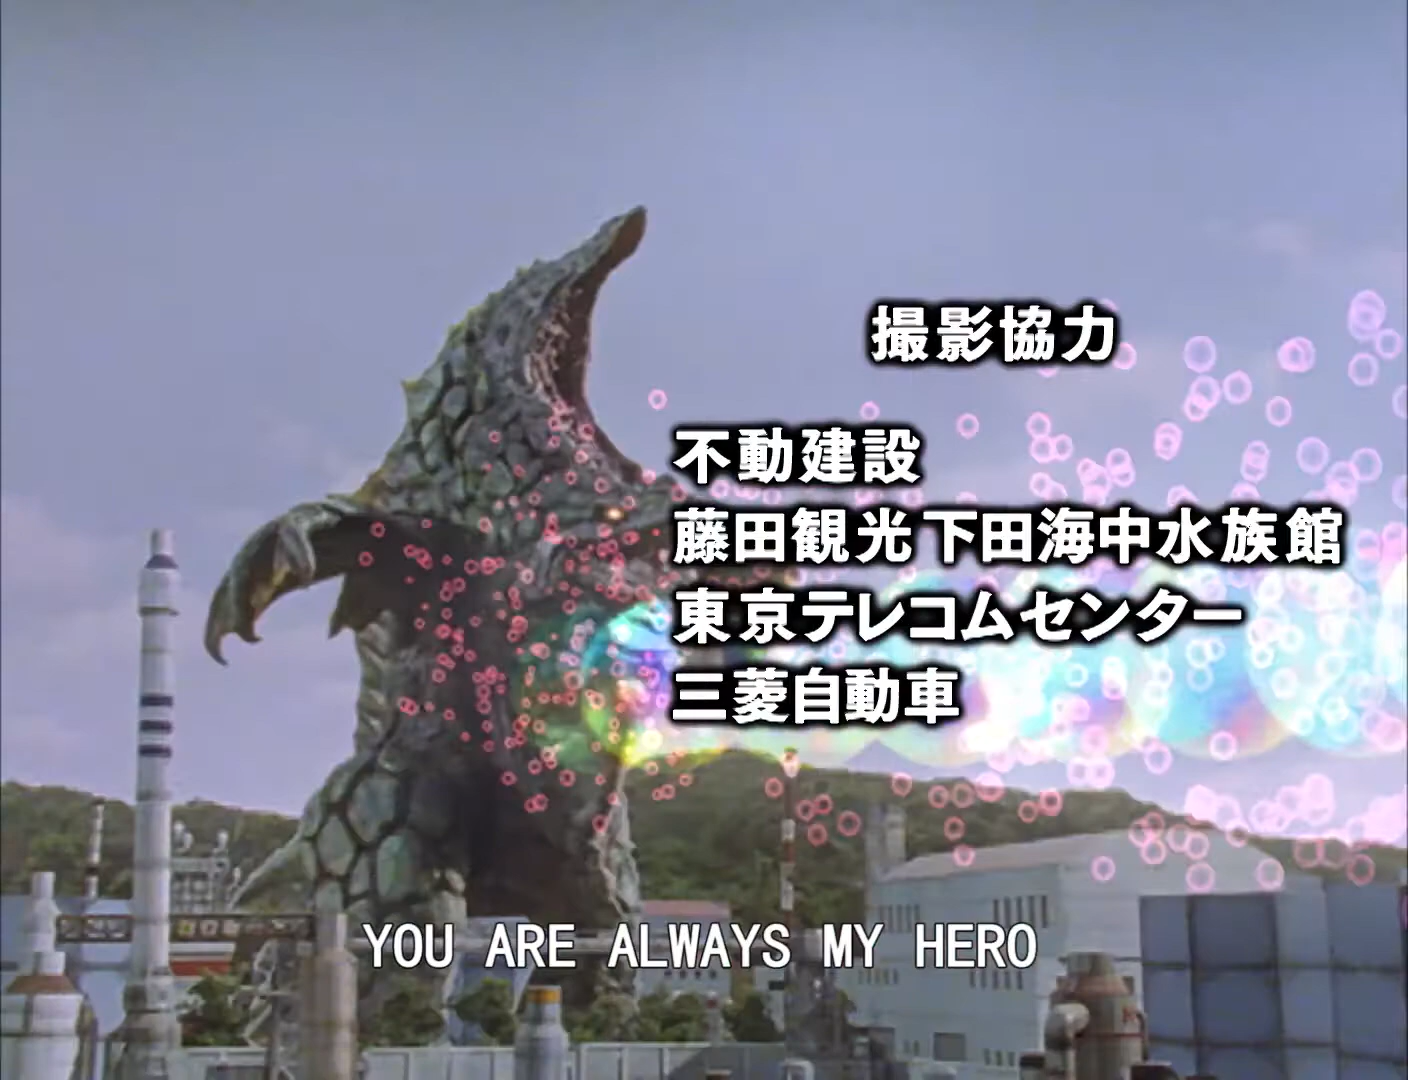 撮影協力
不動建設
藤田観光 下田海中水族館
東京テレコムセンター
三菱自動車
YOU ARE ALWAYS MY HERO